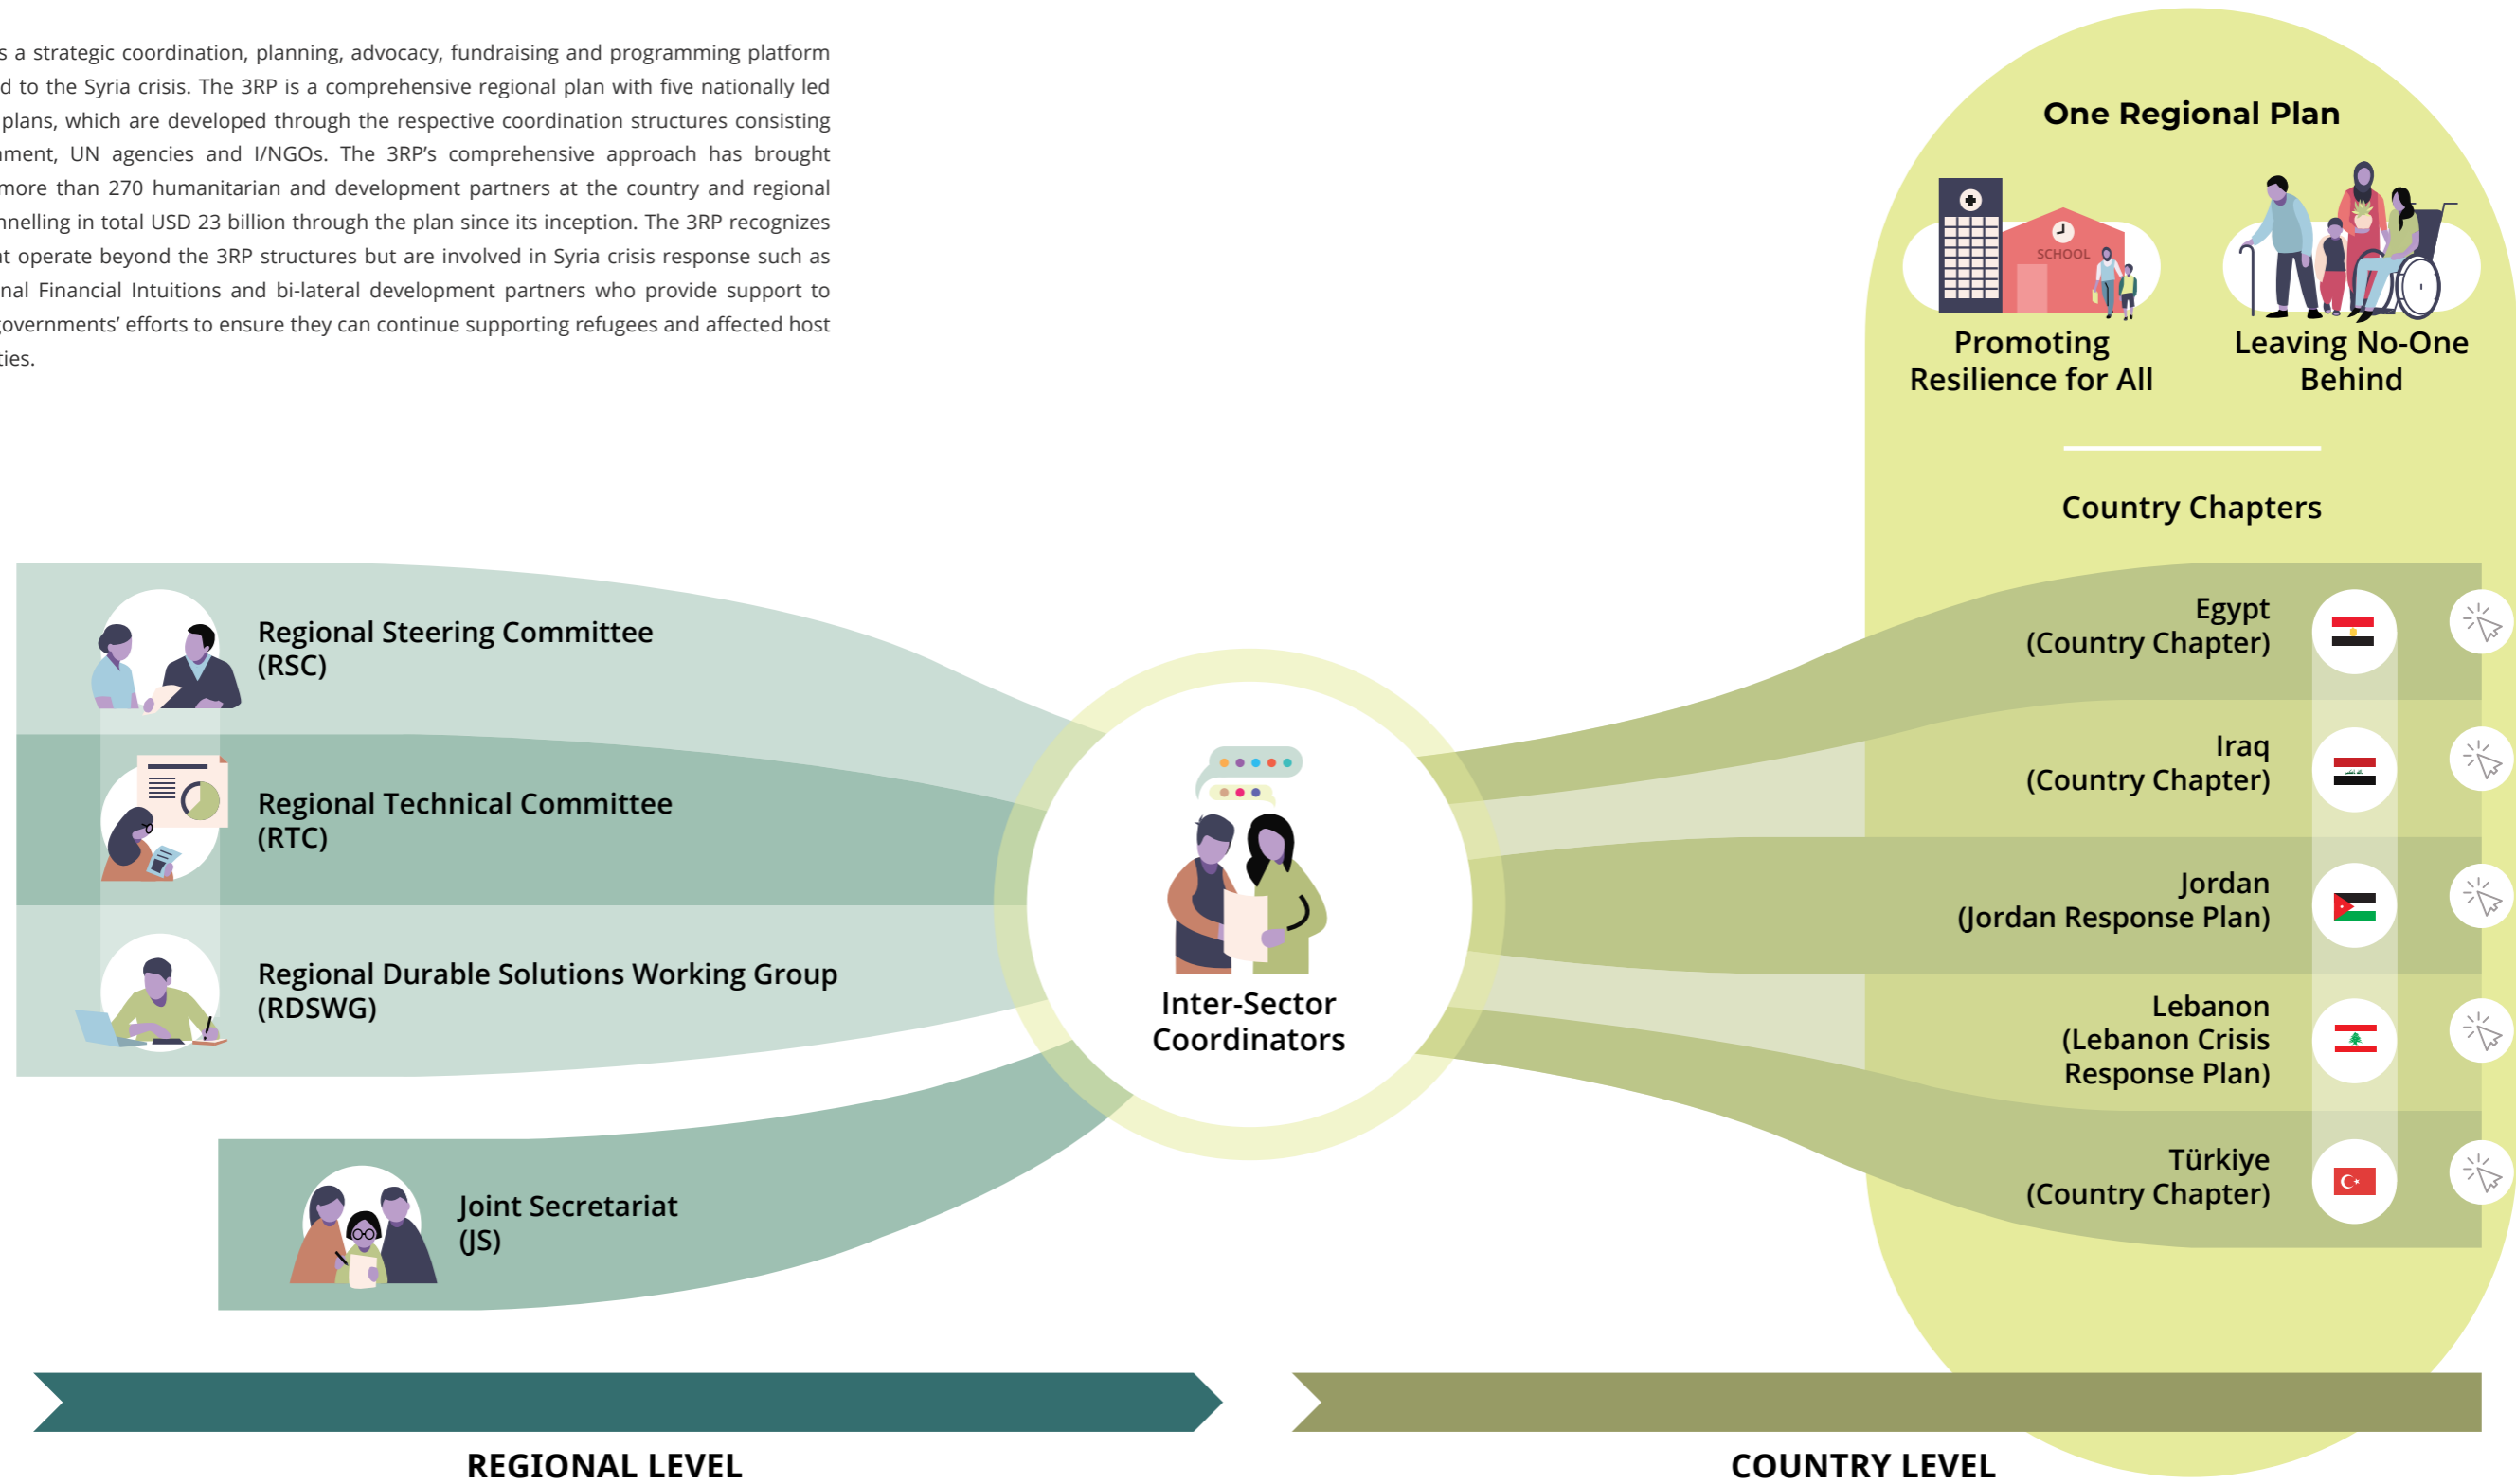 s a strategic coordination, planning, advocacy, fundraising and programming platform
d to the Syria crisis. The 3RP is a comprehensive regional plan with five nationally led
plans, which are developed through the respective coordination structures consisting
nment, UN agencies and I/NGOs. The 3RP's comprehensive approach has brought
more than 270 humanitarian and development partners at the country and regional
nnelling in total USD 23 billion through the plan since its inception. The 3RP recognizes
at operate beyond the 3RP structures but are involved in Syria crisis response such as
nal Financial Intuitions and bi-lateral development partners who provide support to
governments' efforts to ensure they can continue supporting refugees and affected host
ties.
One Regional Plan
SCHOOL
Promoting
Resilience for All
Leaving No-One
Behind
Country Chapters
Regional Steering Committee
(RSC)
Regional Technical Committee
(RTC)
Regional Durable Solutions Working Group
(RDSWG)
Joint Secretariat
(JS)
Inter-Sector
Coordinators
Egypt
(Country Chapter)
Iraq
(Country Chapter)
Jordan
(Jordan Response Plan)
Lebanon
(Lebanon Crisis
Response Plan)
Türkiye
(Country Chapter)
REGIONAL LEVEL
COUNTRY LEVEL